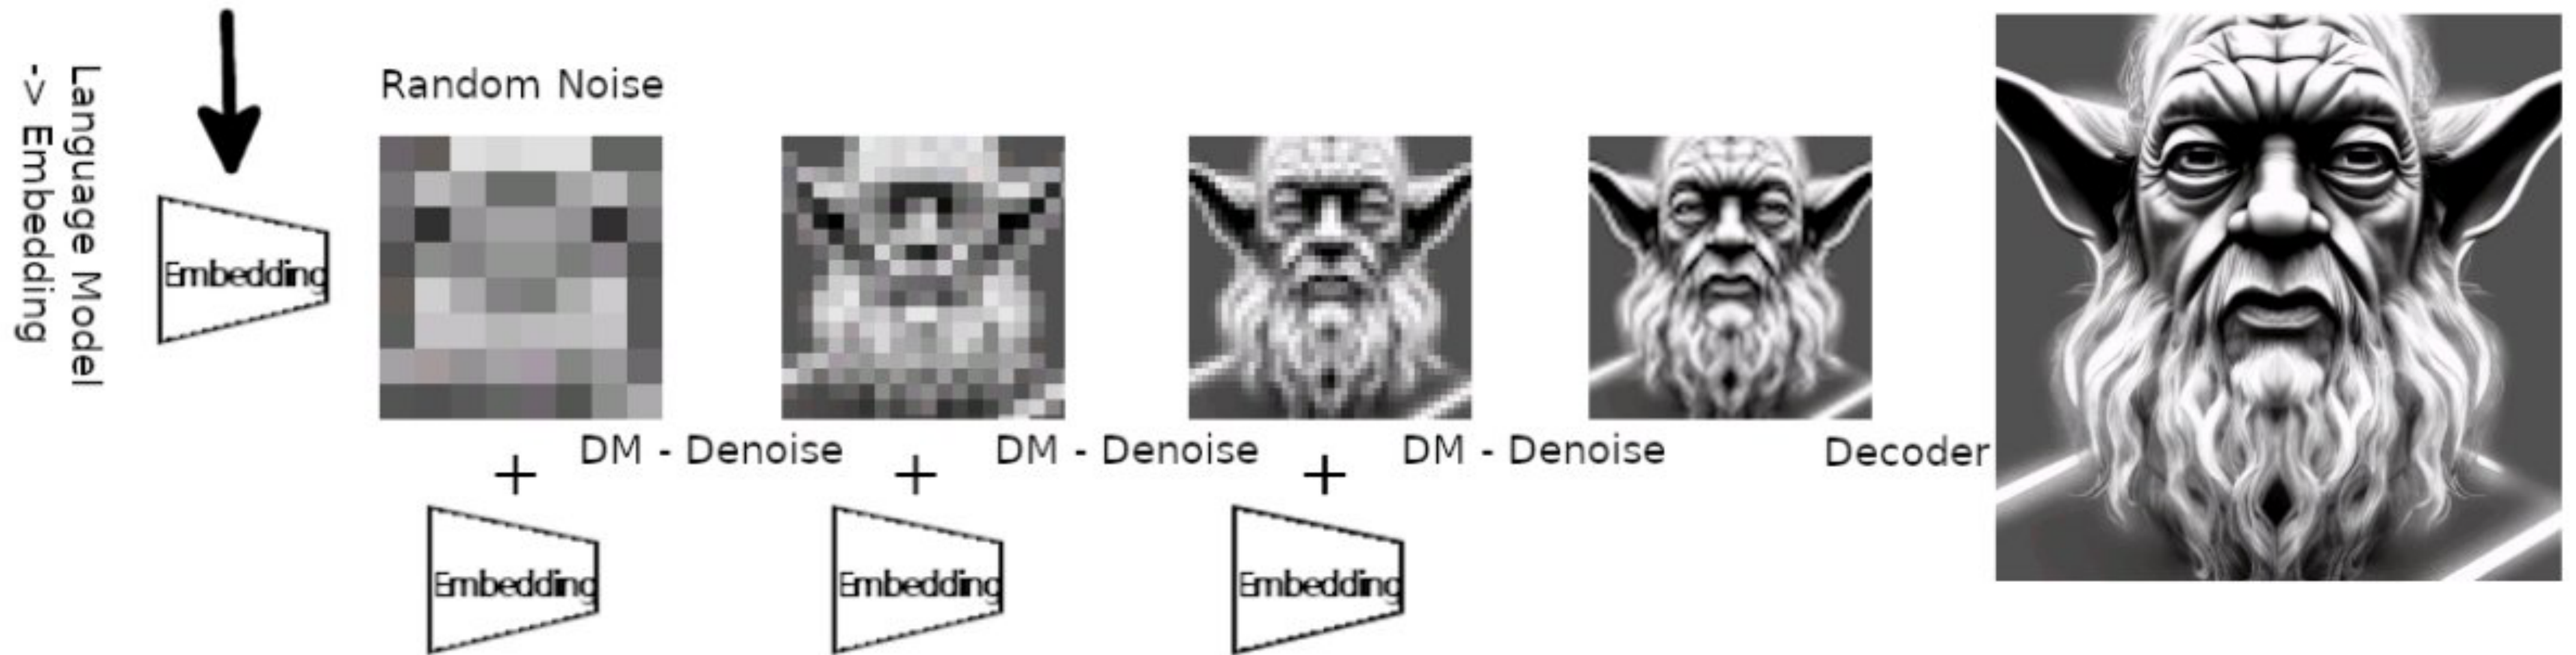 Language Model
-> Embedding
Embedding
Random Noise
DM - Denoise
DM - Denoise
DM - Denoise
Decoder
+
+
+
Embedding
Embedding
Embedding